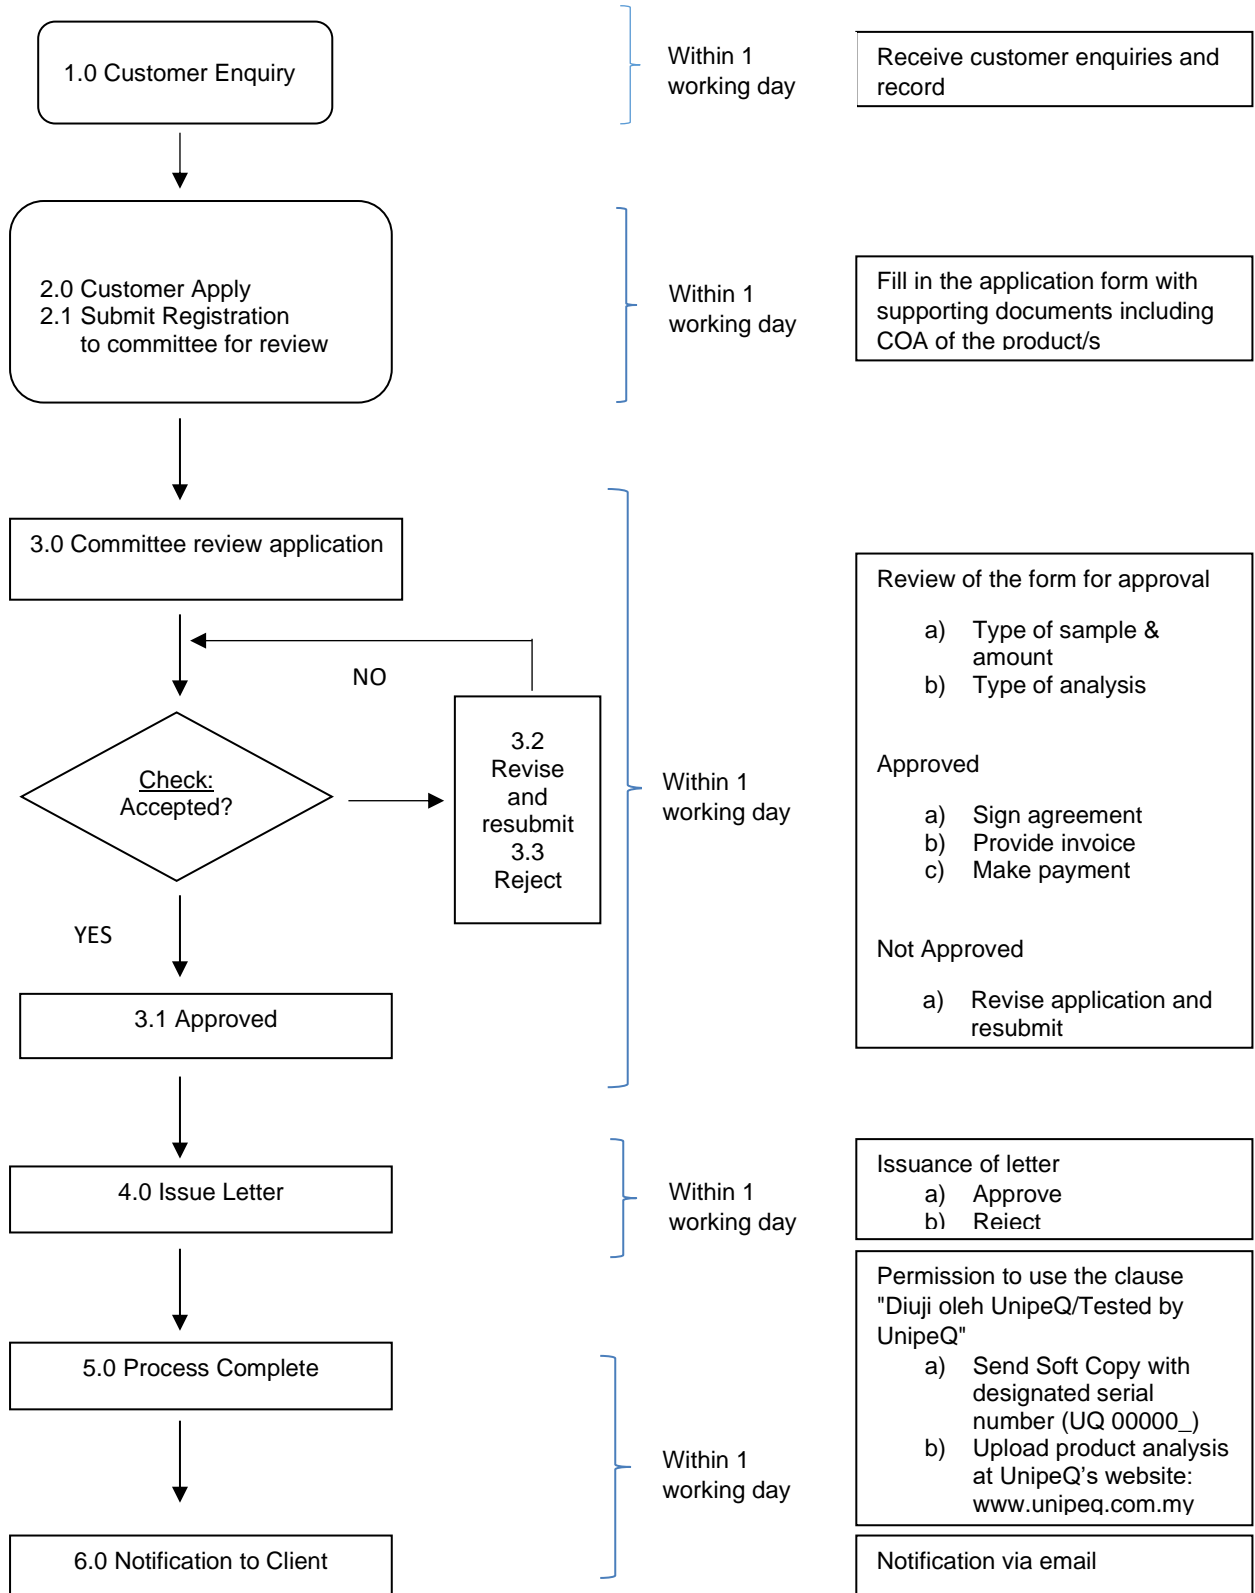 1.0 Customer Enquiry
Within 1
working day
Receive customer enquiries and
record
2.0 Customer Apply
2.1 Submit Registration
to committee for review
Within 1
working day
Fill in the application form with
supporting documents including
COA of the product/s
3.0 Committee review application
NO
Check:
Accepted?
3.2
Revise
and
resubmit
3.3
Reject
YES
3.1 Approved
Within 1
working day
Review of the form for approval
a) Type of sample &
amount
b) Type of analysis
Approved
a) Sign agreement
b) Provide invoice
c) Make payment
Not Approved
a) Revise application and
resubmit
4.0 Issue Letter
Within 1
working day
Issuance of letter
a) Approve
b) Reject
5.0 Process Complete
Within 1
working day
Permission to use the clause
"Diuji oleh UnipeQ/Tested by
UnipeQ"
a) Send Soft Copy with
designated serial
number (UQ 00000_)
b) Upload product analysis
at UnipeQ’s website:
www.unipeq.com.my
6.0 Notification to Client
Notification via email